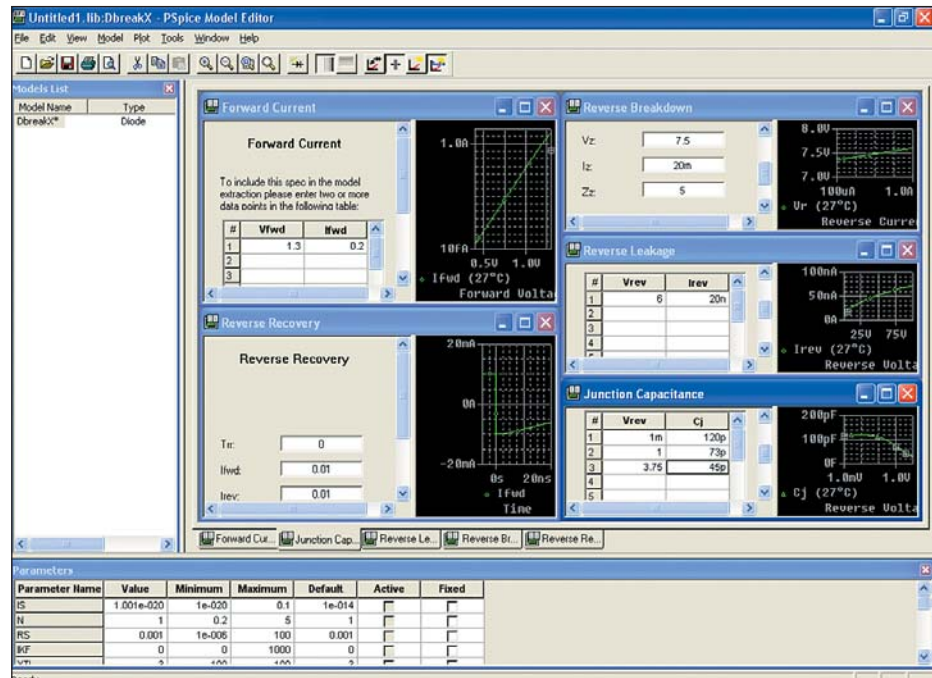 Untitled1.lib:DbreakX - PSpice Model Editor
File Edit View Model Plot Tools Window Help
Models List
Model Name Type
DbreakX* Diode
Forward Current
Forward Current
To include this spec in the model
extraction please enter two or more
data points in the following table:
# Vfwd Ifwd
1 1.3 0.2
2
3
1.0A
10fA
0.5V 1.0V
Ifwd (27°C)
Forward Volta
Reverse Breakdown
Vz: 7.5
Iz: 20m
Zz: 5
8.0V
7.5V
7.0V
100uA 1.0A
Vr (27°C)
Reverse Curre
Reverse Leakage
# Vrev Irev
1 6 20n
2
3
4
100nA
50nA
0A
25V 75V
Irev (27°C)
Reverse Volta
Reverse Recovery
Reverse Recovery
Trr: 0
Ifwd: 0.01
Irev: 0.01
20mA
0A
-20mA
0s 20ns
Ifwd
Time
Junction Capacitance
# Vrev Cj
1 1m 120p
2 1 73p
3 3.75 45p
4
5
200pF
100pF
0F
1.0mV 1.0V
Cj (27°C)
Reverse Volta
Forward Cur... Junction Cap... Reverse Le... Reverse Br... Reverse Re...
Parameters
Parameter Name Value Minimum Maximum Default Active Fixed
IS 1.001e-020 1e-020 0.1 1e-014
N 1 0.2 5 1
RS 0.001 1e-006 100 0.001
IKF 0 0 1000 0